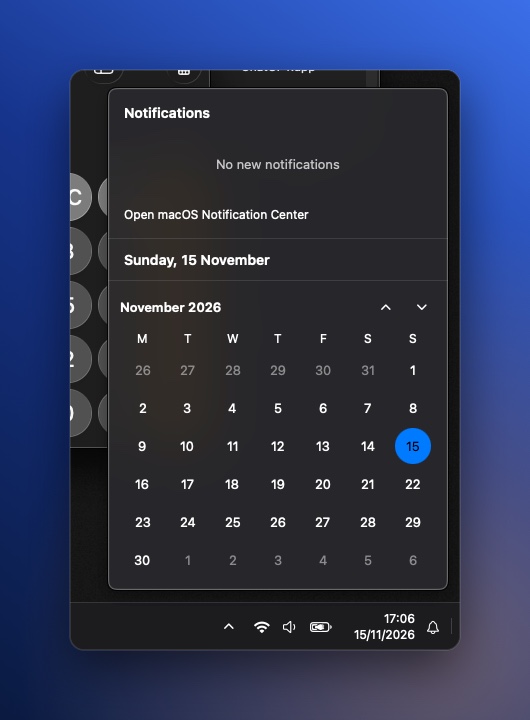 Notifications
No new notifications
Open macOS Notification Center
Sunday, 15 November
November 2026
M T W T F S S
26 27 28 29 30 31 1
2 3 4 5 6 7 8
9 10 11 12 13 14 15
16 17 18 19 20 21 22
23 24 25 26 27 28 29
30 1 2 3 4 5 6
17:06
15/11/2026